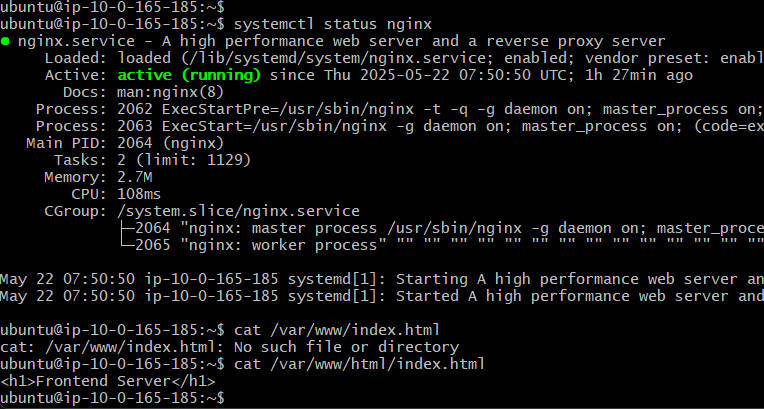 ubuntu@ip-10-0-165-185:~$
ubuntu@ip-10-0-165-185:~$ systemctl status nginx
● nginx.service - A high performance web server and a reverse proxy server
Loaded: loaded (/lib/systemd/system/nginx.service; enabled; vendor preset: enabl
Active: active (running) since Thu 2025-05-22 07:50:50 UTC; 1h 27min ago
Docs: man:nginx(8)
Process: 2062 ExecStartPre=/usr/sbin/nginx -t -q -g daemon on; master_process on;
Process: 2063 ExecStart=/usr/sbin/nginx -g daemon on; master_process on; (code=ex
Main PID: 2064 (nginx)
Tasks: 2 (limit: 1129)
Memory: 2.7M
CPU: 108ms
CGroup: /system.slice/nginx.service
├─2064 "nginx: master process /usr/sbin/nginx -g daemon on; master_proce
└─2065 "nginx: worker process" "" "" "" "" "" "" "" "" "" "" "" "" "" ""
May 22 07:50:50 ip-10-0-165-185 systemd[1]: Starting A high performance web server an
May 22 07:50:50 ip-10-0-165-185 systemd[1]: Started A high performance web server and
ubuntu@ip-10-0-165-185:~$ cat /var/www/index.html
cat: /var/www/index.html: No such file or directory
ubuntu@ip-10-0-165-185:~$ cat /var/www/html/index.html
<h1>Frontend Server</h1>
ubuntu@ip-10-0-165-185:~$